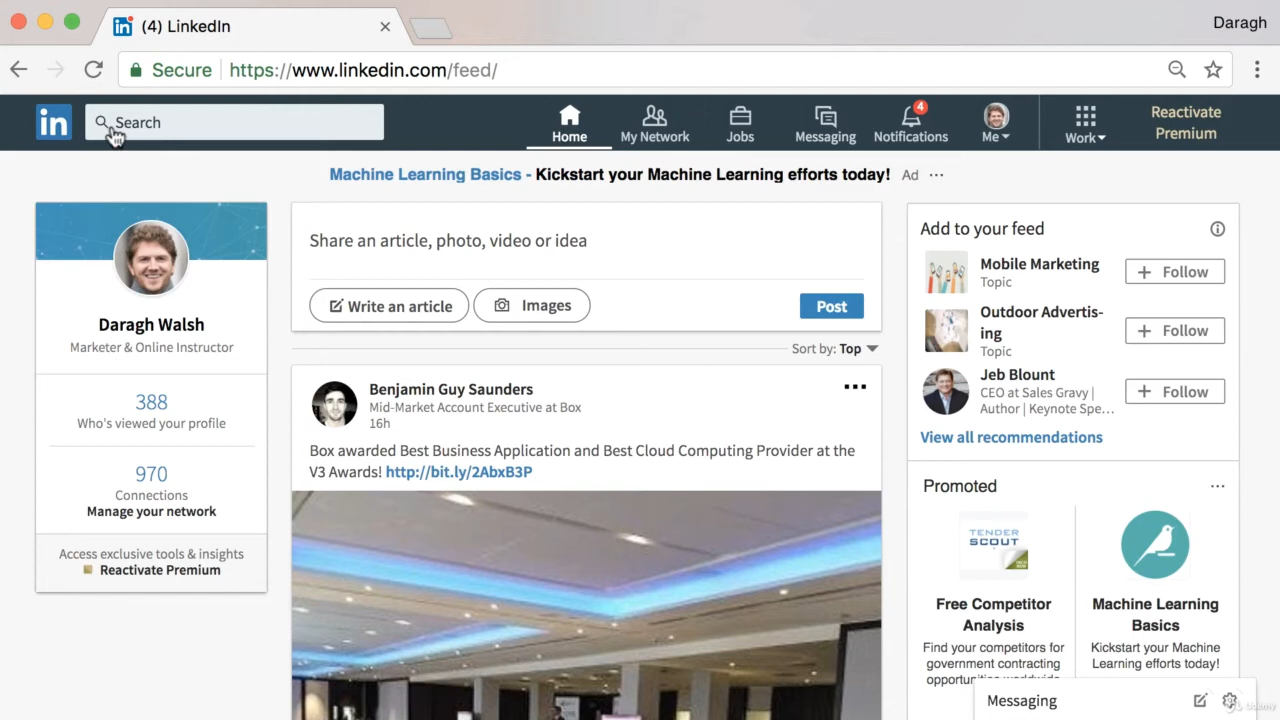 (4) LinkedIn
Daragh
Secure
https://www.linkedin.com/feed/
in
Search
Home
My Network
Jobs
Messaging
4
Notifications
Me
Work
Reactivate
Premium
Machine Learning Basics - Kickstart your Machine Learning efforts today! Ad
Daragh Walsh
Marketer & Online Instructor
388
Who's viewed your profile
970
Connections
Manage your network
Access exclusive tools & insights
Reactivate Premium
Share an article, photo, video or idea
Write an article
Images
Post
Sort by: Top
Benjamin Guy Saunders
Mid-Market Account Executive at Box
16h
Box awarded Best Business Application and Best Cloud Computing Provider at the
V3 Awards! http://bit.ly/2AbxB3P
Add to your feed
Mobile Marketing
Topic
+ Follow
Outdoor Advertis-
ing
Topic
+ Follow
Jeb Blount
CEO at Sales Gravy |
Author | Keynote Spe...
+ Follow
View all recommendations
Promoted
TENDER
SCOUT
Free Competitor
Analysis
Find your competitors for
government contracting
opportunities worldwide
Machine Learning
Basics
Kickstart your Machine
Learning efforts today!
Messaging
Udemy